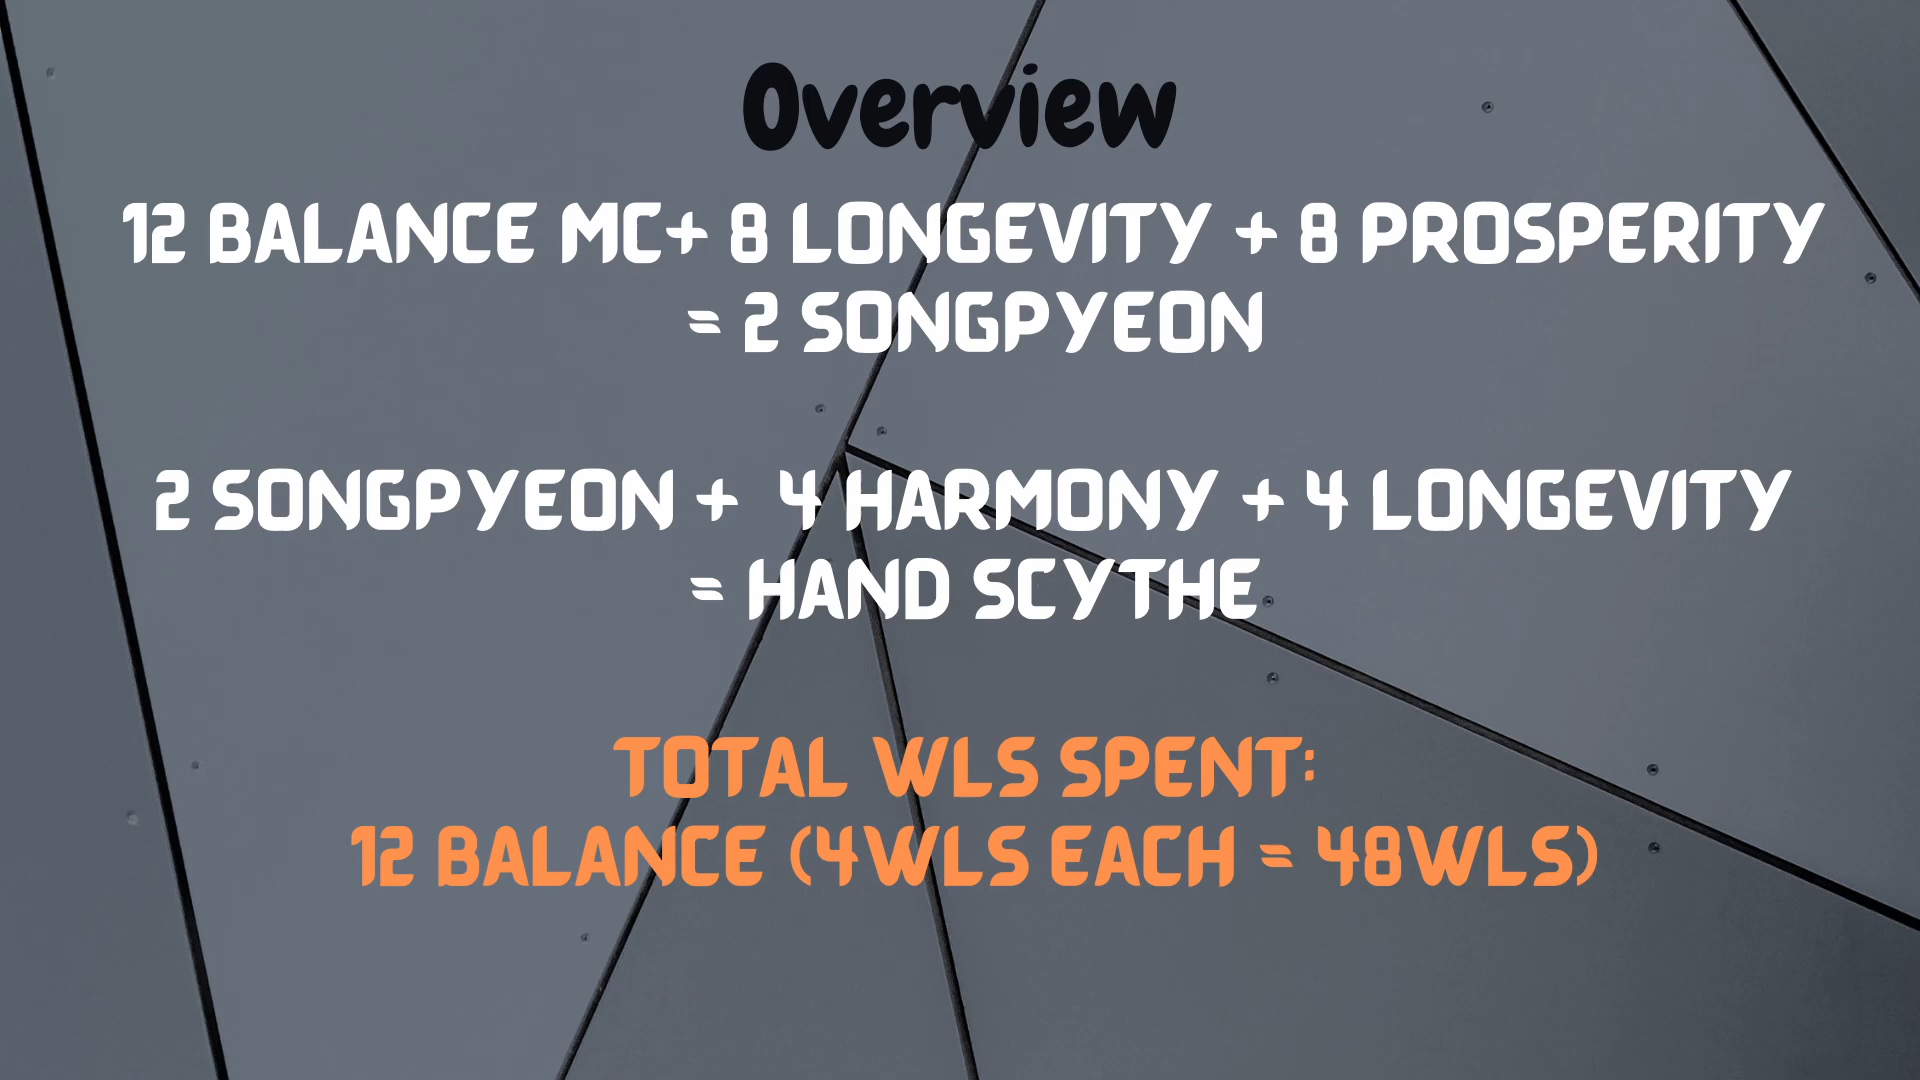 Overview
12 BALANCE MC+ 8 LONGEVITY + 8 PROSPERITY
= 2 SONGPYEON
2 SONGPYEON + 4 HARMONY + 4 LONGEVITY
= HAND SCYTHE
TOTAL WLS SPENT:
12 BALANCE (4WLS EACH = 48WLS)